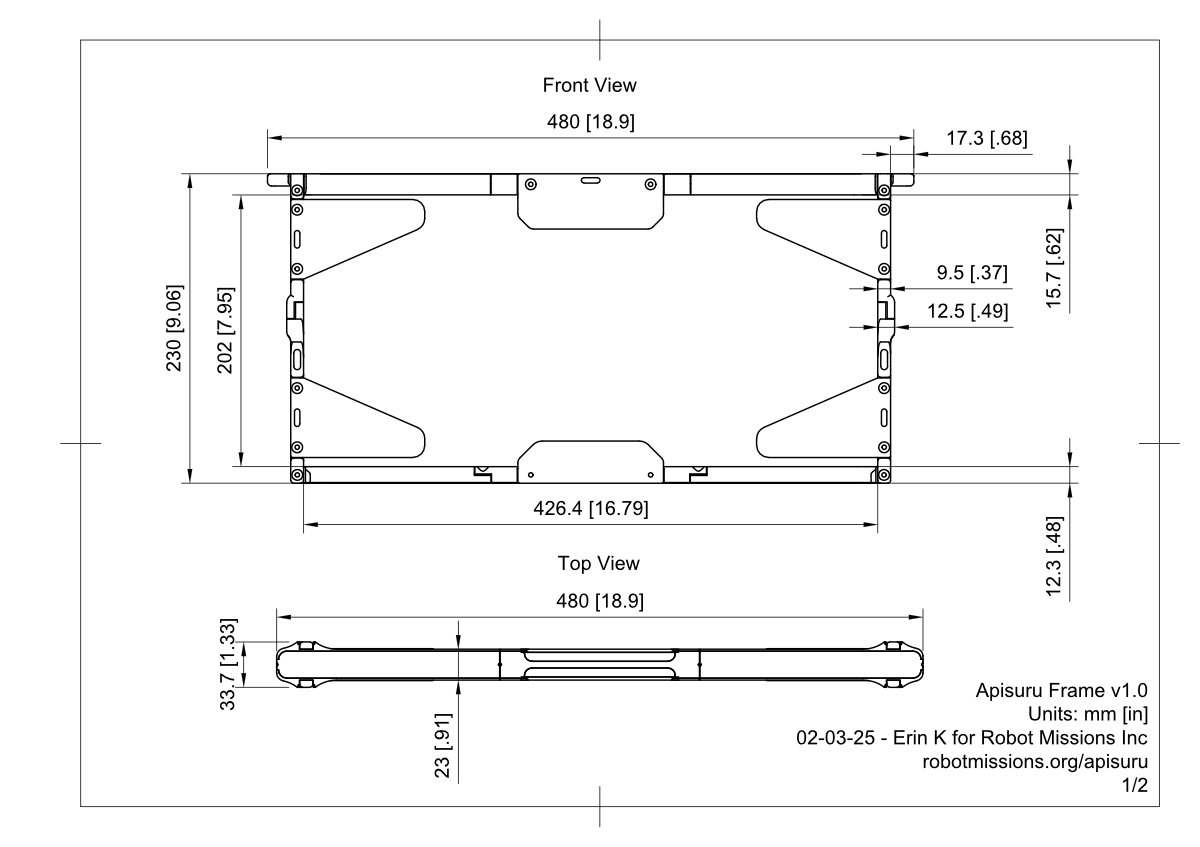 Front View
480 [18.9]
17.3 [.68]
15.7 [.62]
9.5 [.37]
12.5 [.49]
230 [9.06]
202 [7.95]
426.4 [16.79]
12.3 [.48]
Top View
480 [18.9]
33.7 [1.33]
23 [.91]
Apisuru Frame v1.0
Units: mm [in]
02-03-25 - Erin K for Robot Missions Inc
robotmissions.org/apisuru
1/2